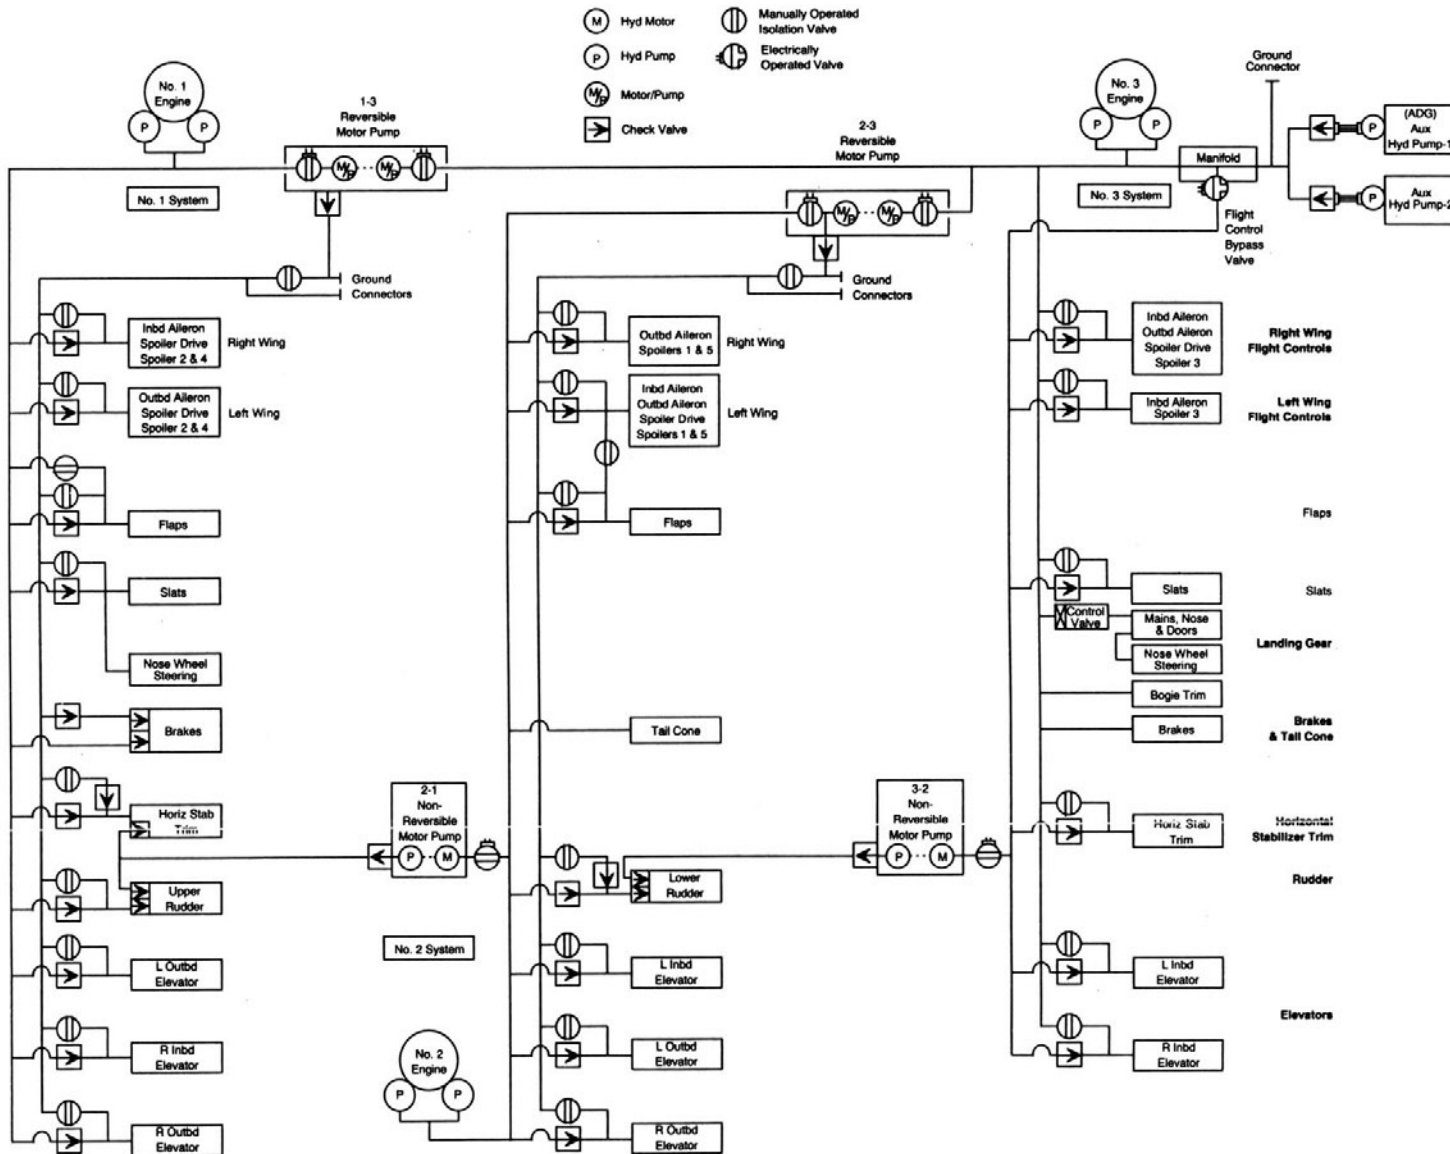 M Hyd Motor
Manually Operated
Isolation Valve
P Hyd Pump
Electrically
Operated Valve
M/P Motor/Pump
Check Valve
No. 1
Engine
P P
1-3
Reversible
Motor Pump
M/P M/P
No. 1 System
2-3
Reversible
Motor Pump
M/P M/P
No. 3
Engine
P P
No. 3 System
Manifold
Flight
Control
Bypass
Valve
Ground
Connector
P
(ADG)
Aux
Hyd Pump-1
P
Aux
Hyd Pump-2
Ground
Connectors
Ground
Connectors
Inbd Aileron
Spoiler Drive
Spoiler 2 & 4
Right Wing
Outbd Aileron
Spoiler Drive
Spoiler 2 & 4
Left Wing
Flaps
Slats
Nose Wheel
Steering
Brakes
Horiz Stab
Trim
Upper
Rudder
L Outbd
Elevator
R Inbd
Elevator
R Outbd
Elevator
2-1
Non-
Reversible
Motor Pump
P M
No. 2 System
No. 2
Engine
P P
Outbd Aileron
Spoilers 1 & 5
Right Wing
Inbd Aileron
Outbd Aileron
Spoiler Drive
Spoilers 1 & 5
Left Wing
Flaps
Tail Cone
Lower
Rudder
L Inbd
Elevator
L Outbd
Elevator
R Outbd
Elevator
3-2
Non-
Reversible
Motor Pump
P M
Inbd Aileron
Outbd Aileron
Spoiler Drive
Spoiler 3
Right Wing
Flight Controls
Inbd Aileron
Spoiler 3
Left Wing
Flight Controls
Flaps
Slats
Slats
Control
Valve
Mains, Nose
& Doors
Landing Gear
Nose Wheel
Steering
Bogie Trim
Brakes
Brakes
& Tail Cone
Horiz Stab
Trim
Horizontal
Stabilizer Trim
Rudder
L Inbd
Elevator
Elevators
R Inbd
Elevator